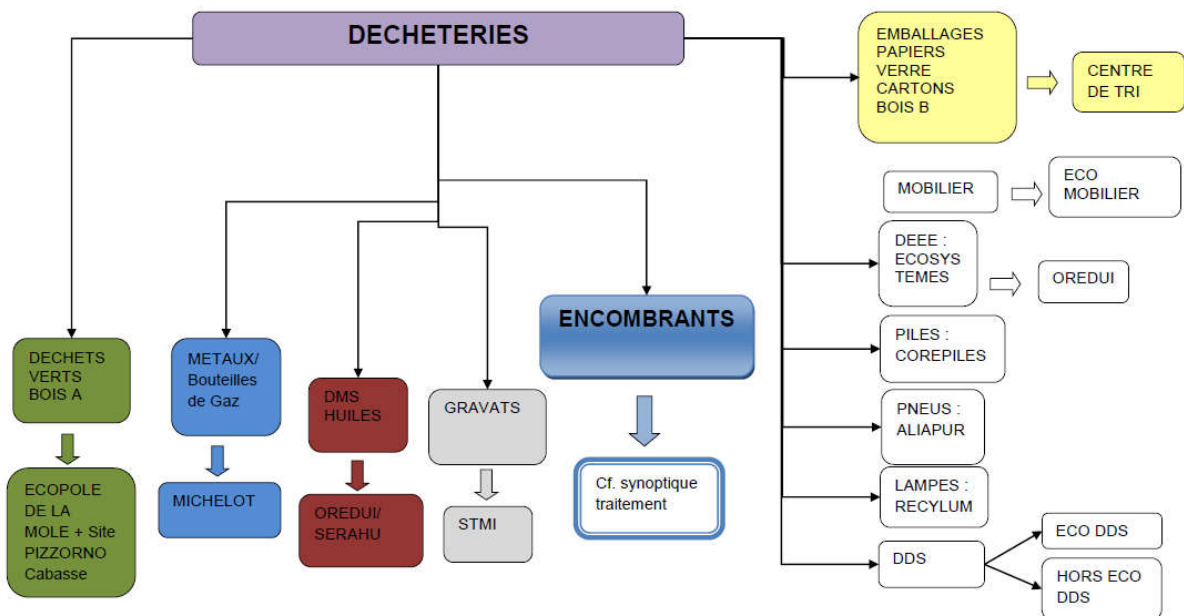 DECHETERIES
EMBALLAGES
PAPIERS
VERRE
CARTONS
BOIS B
CENTRE
DE TRI
MOBILIER
ECO
MOBILIER
DEEE :
ECOSYS
TEMES
OREDUI
ENCOMBRANTS
PILES :
COREPILES
DECHETS
VERTS
BOIS A
METAUX/
Bouteilles
de Gaz
DMS
HUILES
GRAVATS
PNEUS :
ALIAPUR
ECOPOLE
DE LA
MOLE + Site
PIZZORNO
Cabasse
MICHELOT
OREDUI/
SERAHU
STMI
Cf. synoptique
traitement
LAMPES :
RECYLUM
DDS
ECO DDS
HORS ECO
DDS